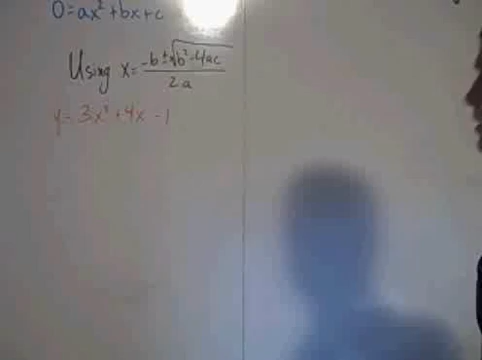 0=ax²+bx+c
Using x=-b±√b²-4ac
2a
y=3x²+4x-1